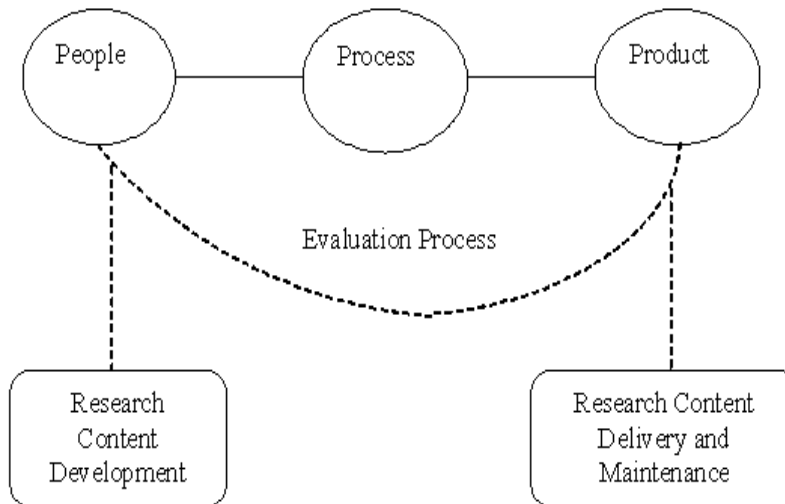 People
Process
Product
Evaluation Process
Research
Content
Development
Research Content
Delivery and
Maintenance